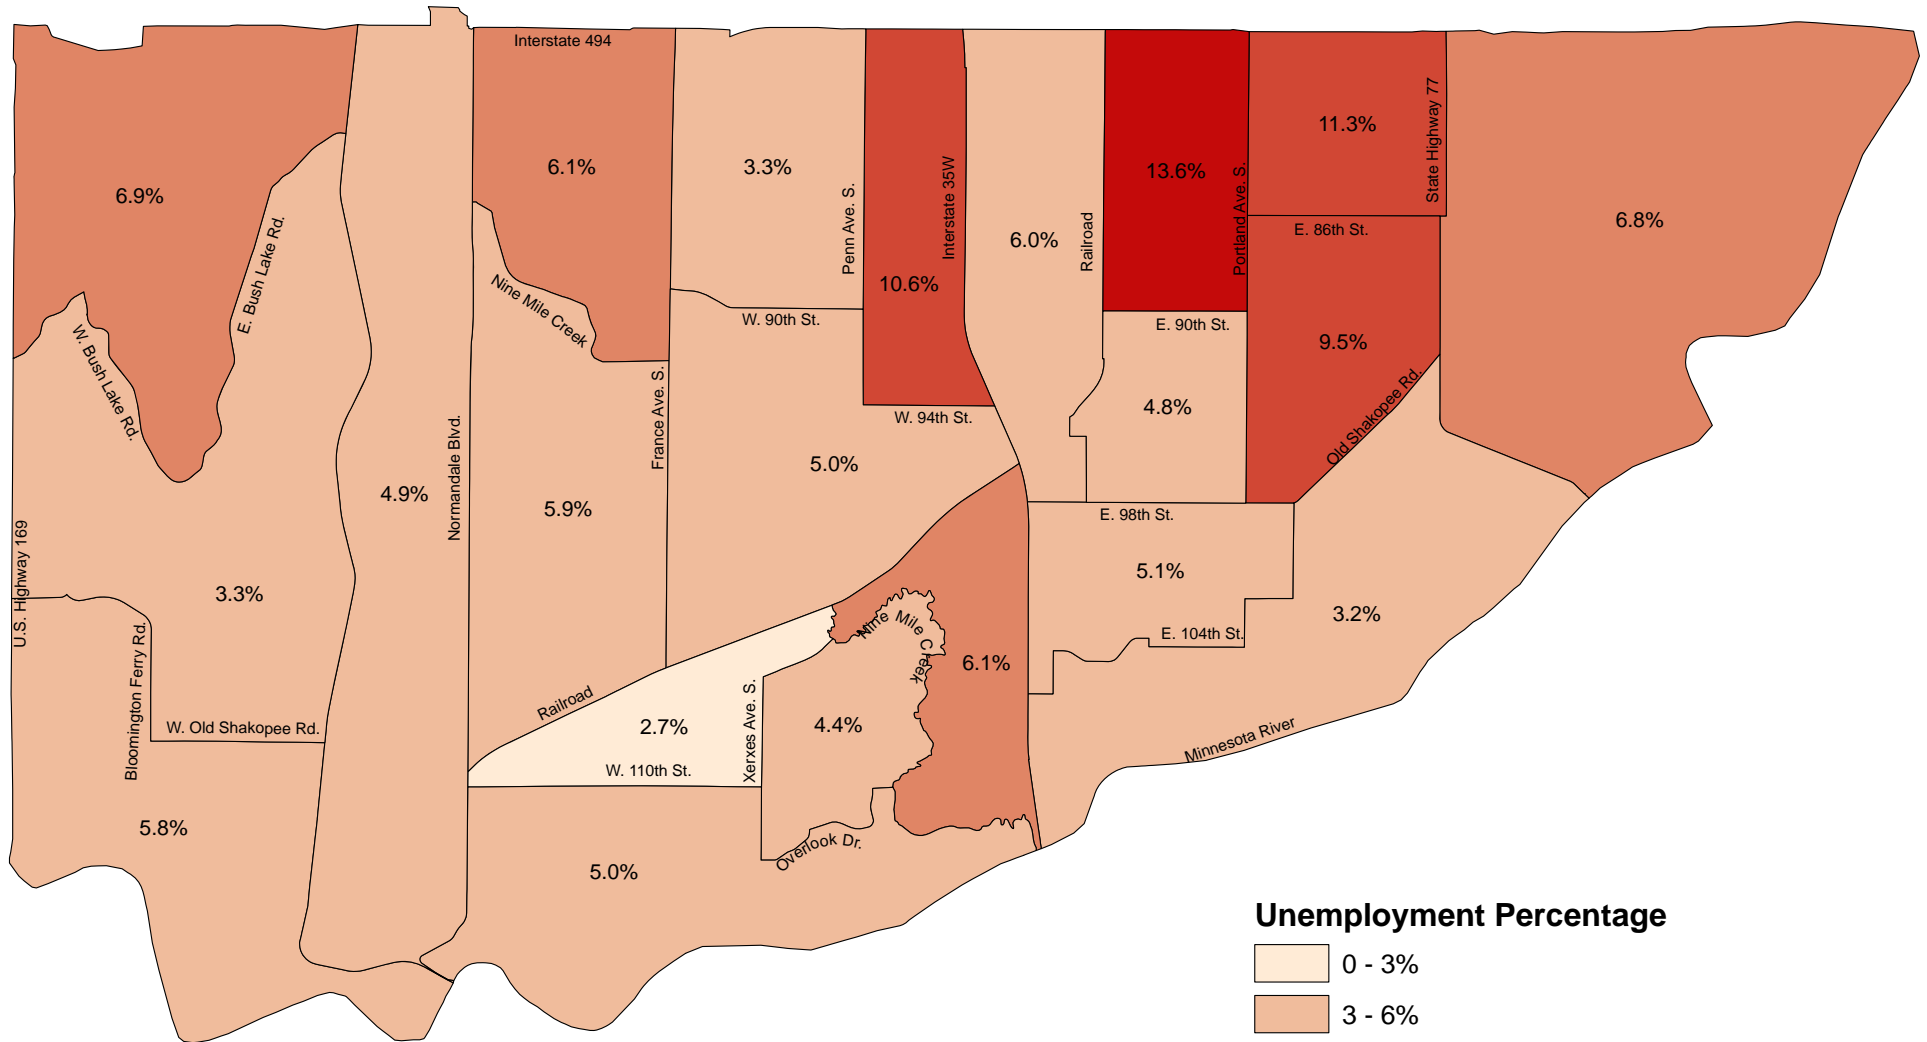 Interstate 494
6.9%
6.1%
3.3%
Penn Ave. S.
10.6%
Interstate 35W
6.0%
Railroad
13.6%
Portland Ave. S.
11.3%
State Highway 77
E. 86th St.
6.8%
E. Bush Lake Rd.
W. Bush Lake Rd.
Nine Mile Creek
W. 90th St.
E. 90th St.
9.5%
Old Shakopee Rd.
4.8%
W. 94th St.
France Ave. S.
Normandale Blvd.
4.9%
5.9%
5.0%
E. 98th St.
5.1%
E. 104th St.
3.2%
U.S. Highway 169
3.3%
Bloomington Ferry Rd.
W. Old Shakopee Rd.
Railroad
2.7%
Xerxes Ave. S.
W. 110th St.
Nine Mile Creek
6.1%
4.4%
Minnesota River
5.8%
5.0%
Overlook Dr.
Unemployment Percentage
0 - 3%
3 - 6%